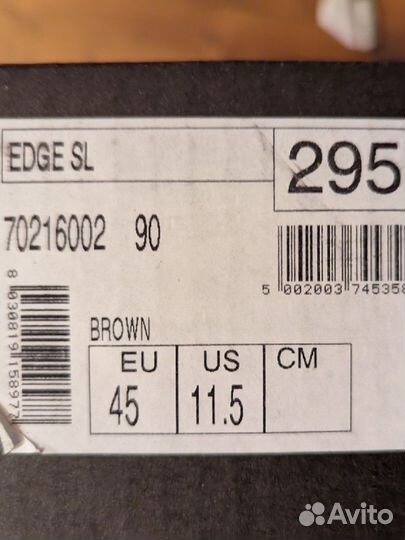 EDGE SL
295
70216002 90
5 002003 745358
8 030819 158977
BROWN
EU US CM
45 11.5
Avito